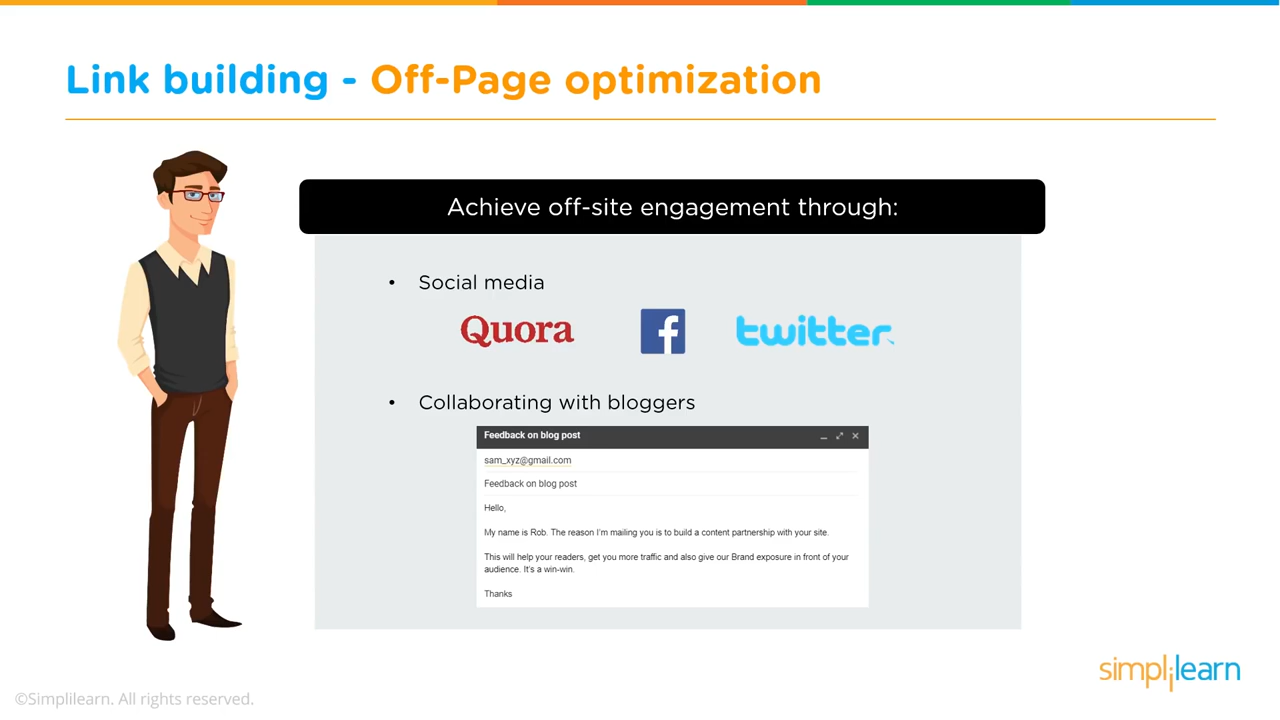 Link building - Off-Page optimization
Achieve off-site engagement through:
• Social media
Quora
f
twitter
• Collaborating with bloggers
Feedback on blog post
sam_xyz@gmail.com
Feedback on blog post
Hello,
My name is Rob. The reason I'm mailing you is to build a content partnership with your site.
This will help your readers, get you more traffic and also give our Brand exposure in front of your
audience. It's a win-win.
Thanks
simplilearn
©Simplilearn. All rights reserved.